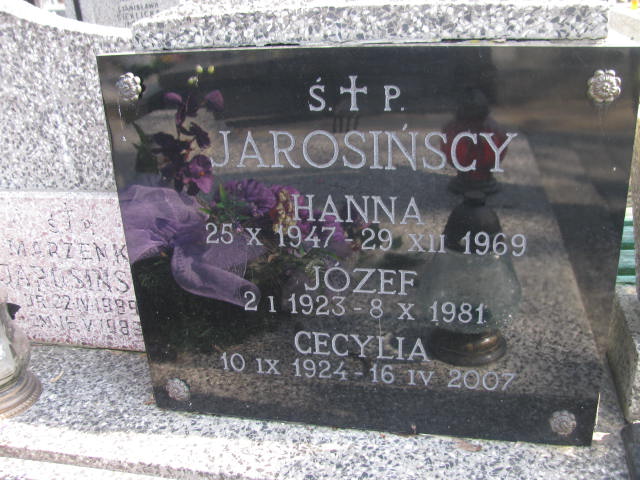 Ś. † P.
JAROSIŃSCY
HANNA
25 X 1947 29 XII 1969
JÓZEF
2 I 1923 - 8 X 1981
CECYLIA
10 IX 1924 - 16 IV 2007
STANISŁAWA
Ś P